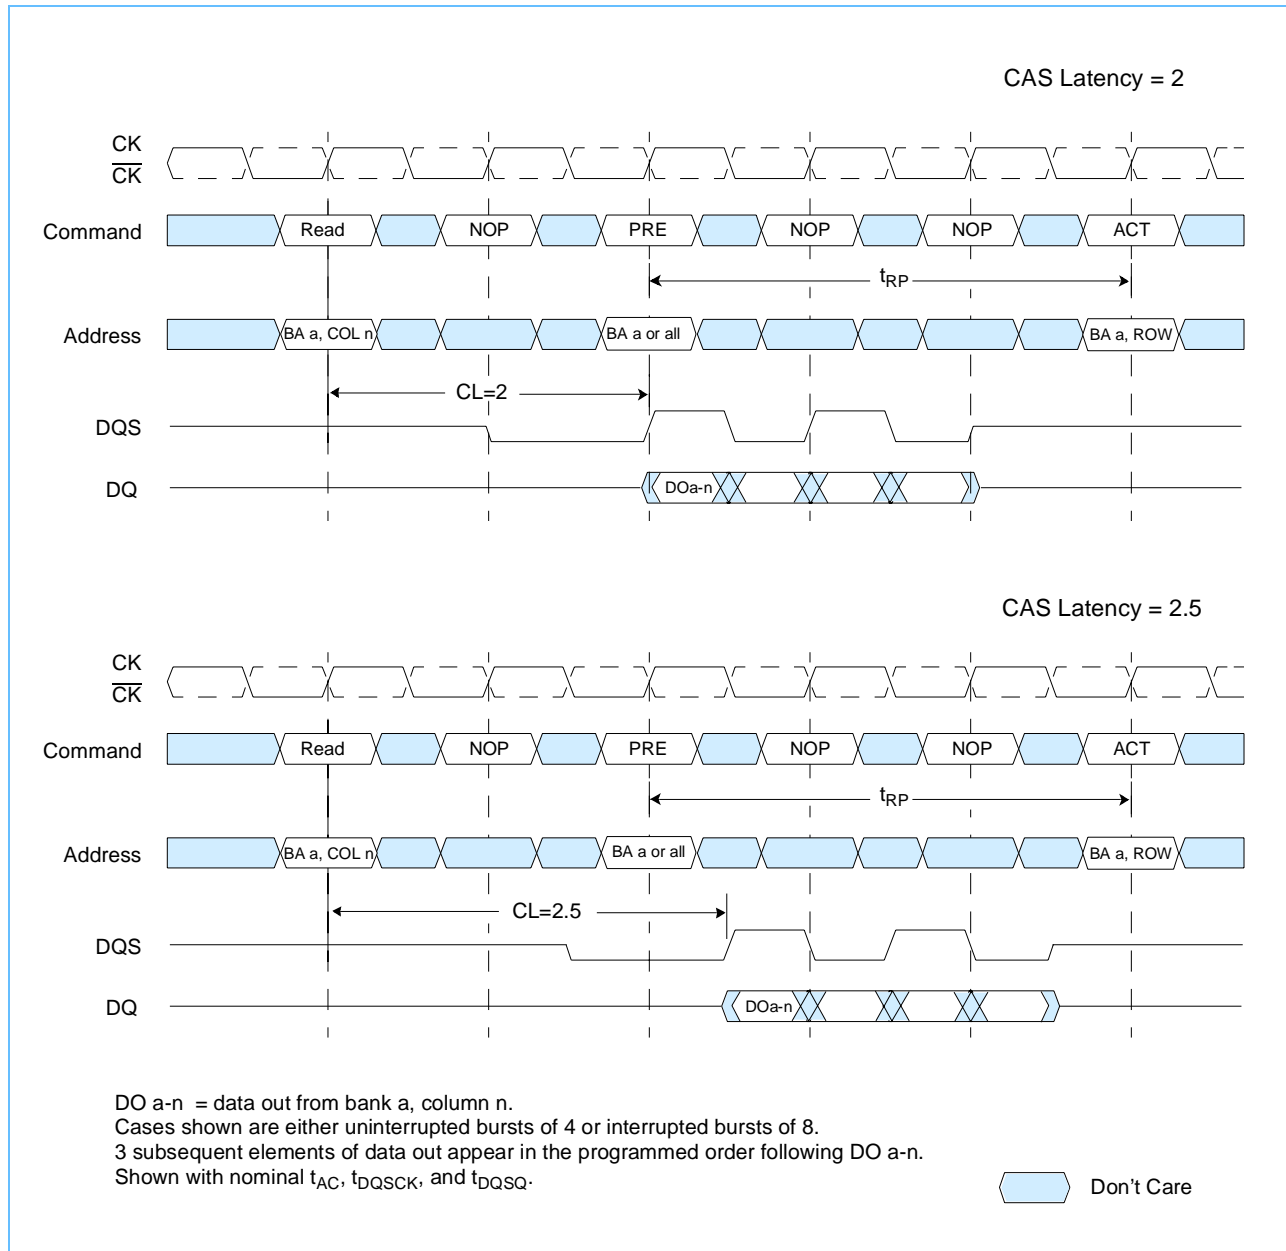 CAS Latency = 2
CK
CK
Command Read NOP PRE NOP NOP ACT
tRP
Address BA a, COL n BA a or all BA a, ROW
CL=2
DQS
DQ DOa-n
CAS Latency = 2.5
CK
CK
Command Read NOP PRE NOP NOP ACT
tRP
Address BA a, COL n BA a or all BA a, ROW
CL=2.5
DQS
DQ DOa-n
DO a-n = data out from bank a, column n.
Cases shown are either uninterrupted bursts of 4 or interrupted bursts of 8.
3 subsequent elements of data out appear in the programmed order following DO a-n.
Shown with nominal tAC, tDQSCK, and tDQSQ.
Don't Care